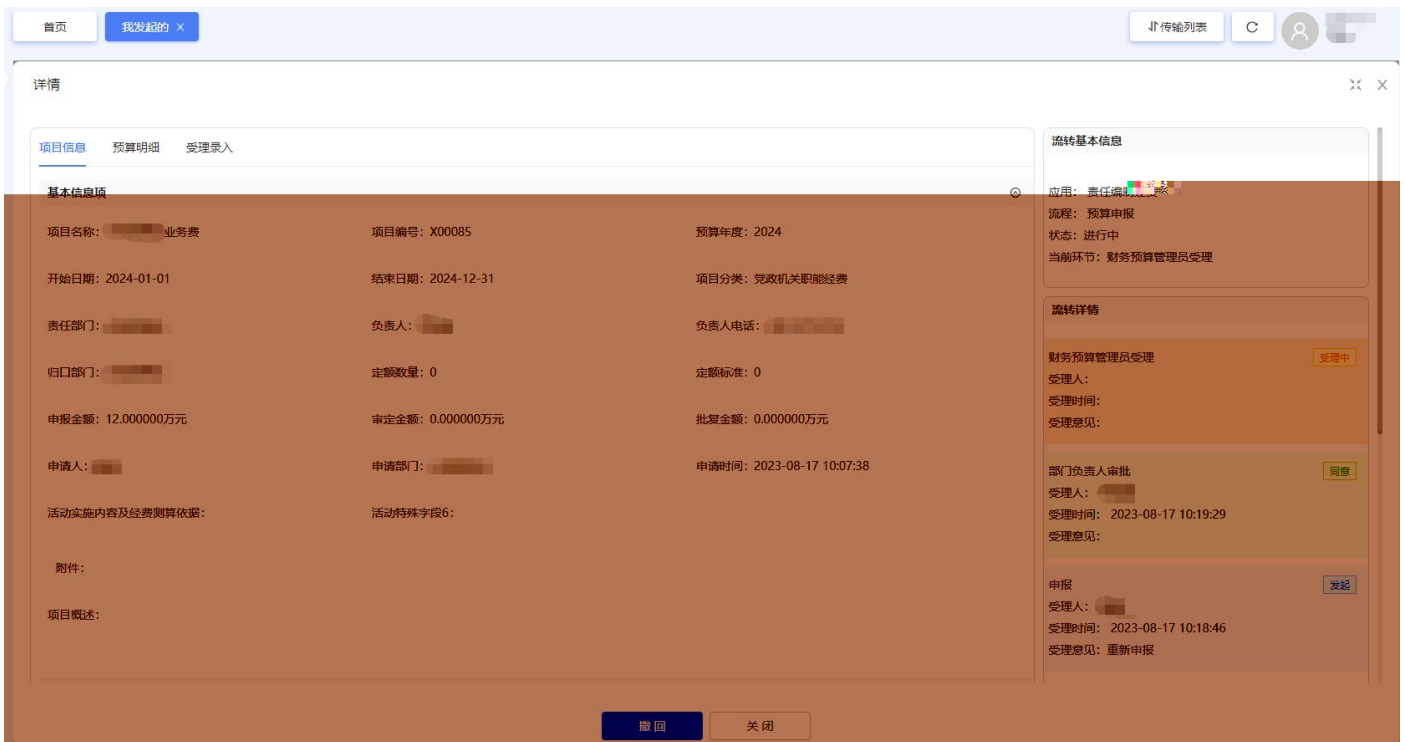 首页 我发起的 × 传输列表
详情
项目信息 预算明细 受理录入
基本信息项
项目名称: 业务费 项目编号: X00085 预算年度: 2024
开始日期: 2024-01-01 结束日期: 2024-12-31 项目分类: 党政机关职能经费
责任部门: 负责人: 负责人电话:
归口部门: 定额数量: 0 定额标准: 0
申报金额: 12.000000万元 审定金额: 0.000000万元 批复金额: 0.000000万元
申请人: 申请部门: 申请时间: 2023-08-17 10:07:38
活动实施内容及经费测算依据: 活动特殊字段6:
附件:
项目概述:
流转基本信息
应用: 责任编
流程: 预算申报
状态: 进行中
当前环节: 财务预算管理员受理
流转详情
财务预算管理员受理 受理中
受理人:
受理时间:
受理意见:
部门负责人审批 同意
受理人:
受理时间: 2023-08-17 10:19:29
受理意见:
申报 发起
受理人:
受理时间: 2023-08-17 10:18:46
受理意见: 重新申报
撤回 关闭